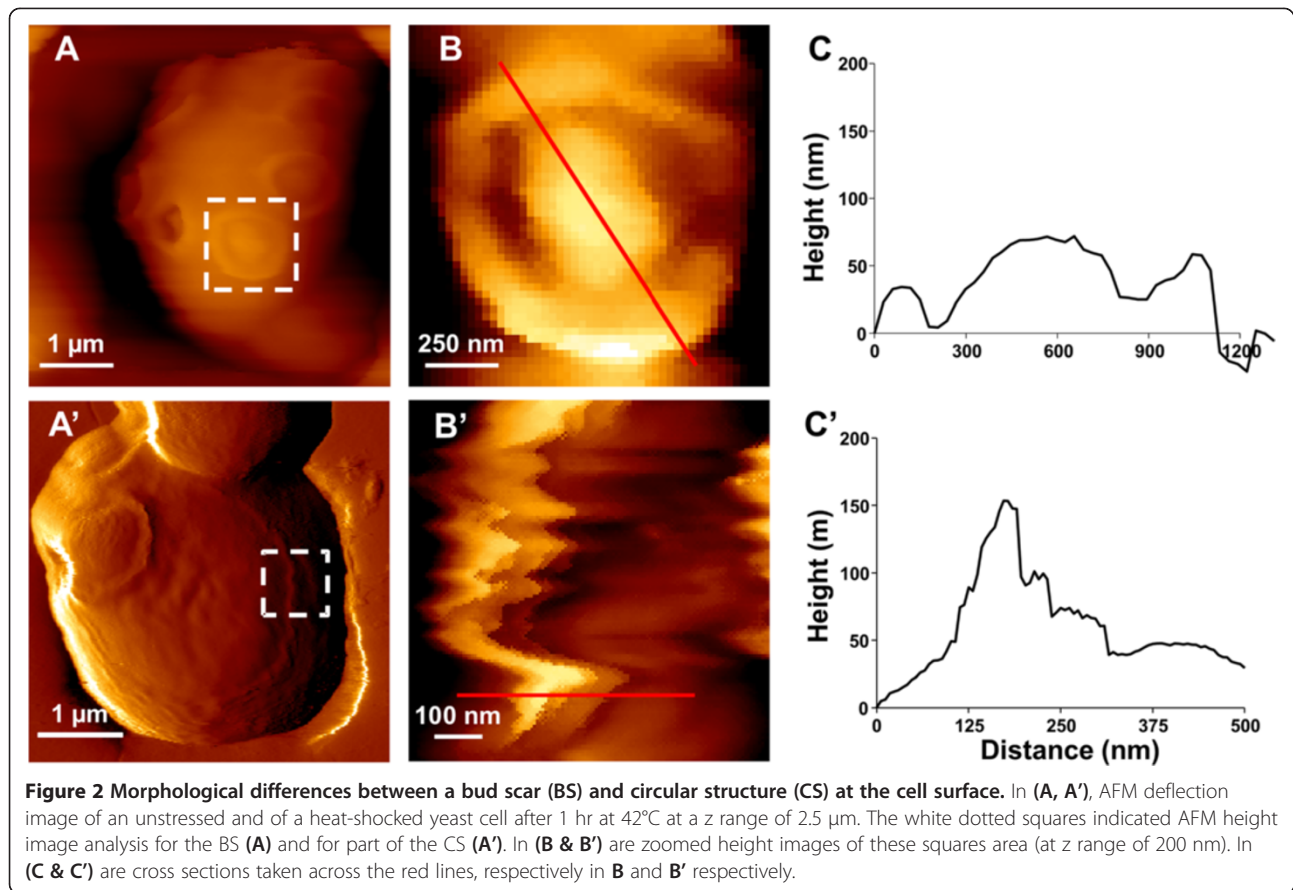 A
1 µm
B
250 nm
C
Height (nm)
200
150
100
50
0
0 300 600 900 1200
A'
1 µm
B'
100 nm
C'
Height (m)
200
150
100
50
0
0 125 250 375 500
Distance (nm)
Figure 2 Morphological differences between a bud scar (BS) and circular structure (CS) at the cell surface. In (A, A'), AFM deflection
image of an unstressed and of a heat-shocked yeast cell after 1 hr at 42°C at a z range of 2.5 µm. The white dotted squares indicated AFM height
image analysis for the BS (A) and for part of the CS (A'). In (B & B') are zoomed height images of these squares area (at z range of 200 nm). In
(C & C') are cross sections taken across the red lines, respectively in B and B' respectively.